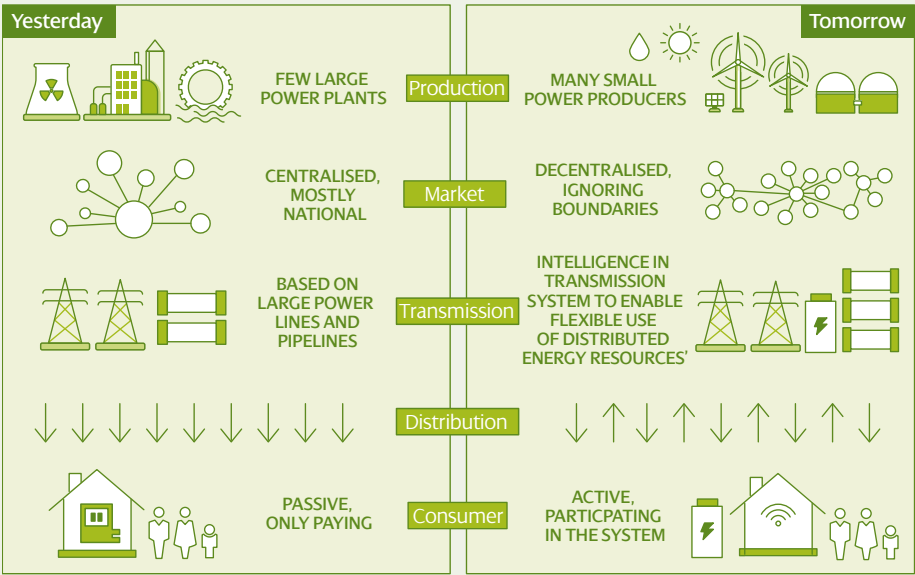 Yesterday
Tomorrow
FEW LARGE
POWER PLANTS
Production
MANY SMALL
POWER PRODUCERS
CENTRALISED,
MOSTLY
NATIONAL
Market
DECENTRALISED,
IGNORING
BOUNDARIES
BASED ON
LARGE POWER
LINES AND
PIPELINES
Transmission
INTELLIGENCE IN
TRANSMISSION
SYSTEM TO ENABLE
FLEXIBLE USE
OF DISTRIBUTED
ENERGY RESOURCES'
Distribution
PASSIVE,
ONLY PAYING
Consumer
ACTIVE,
PARTICPATING
IN THE SYSTEM